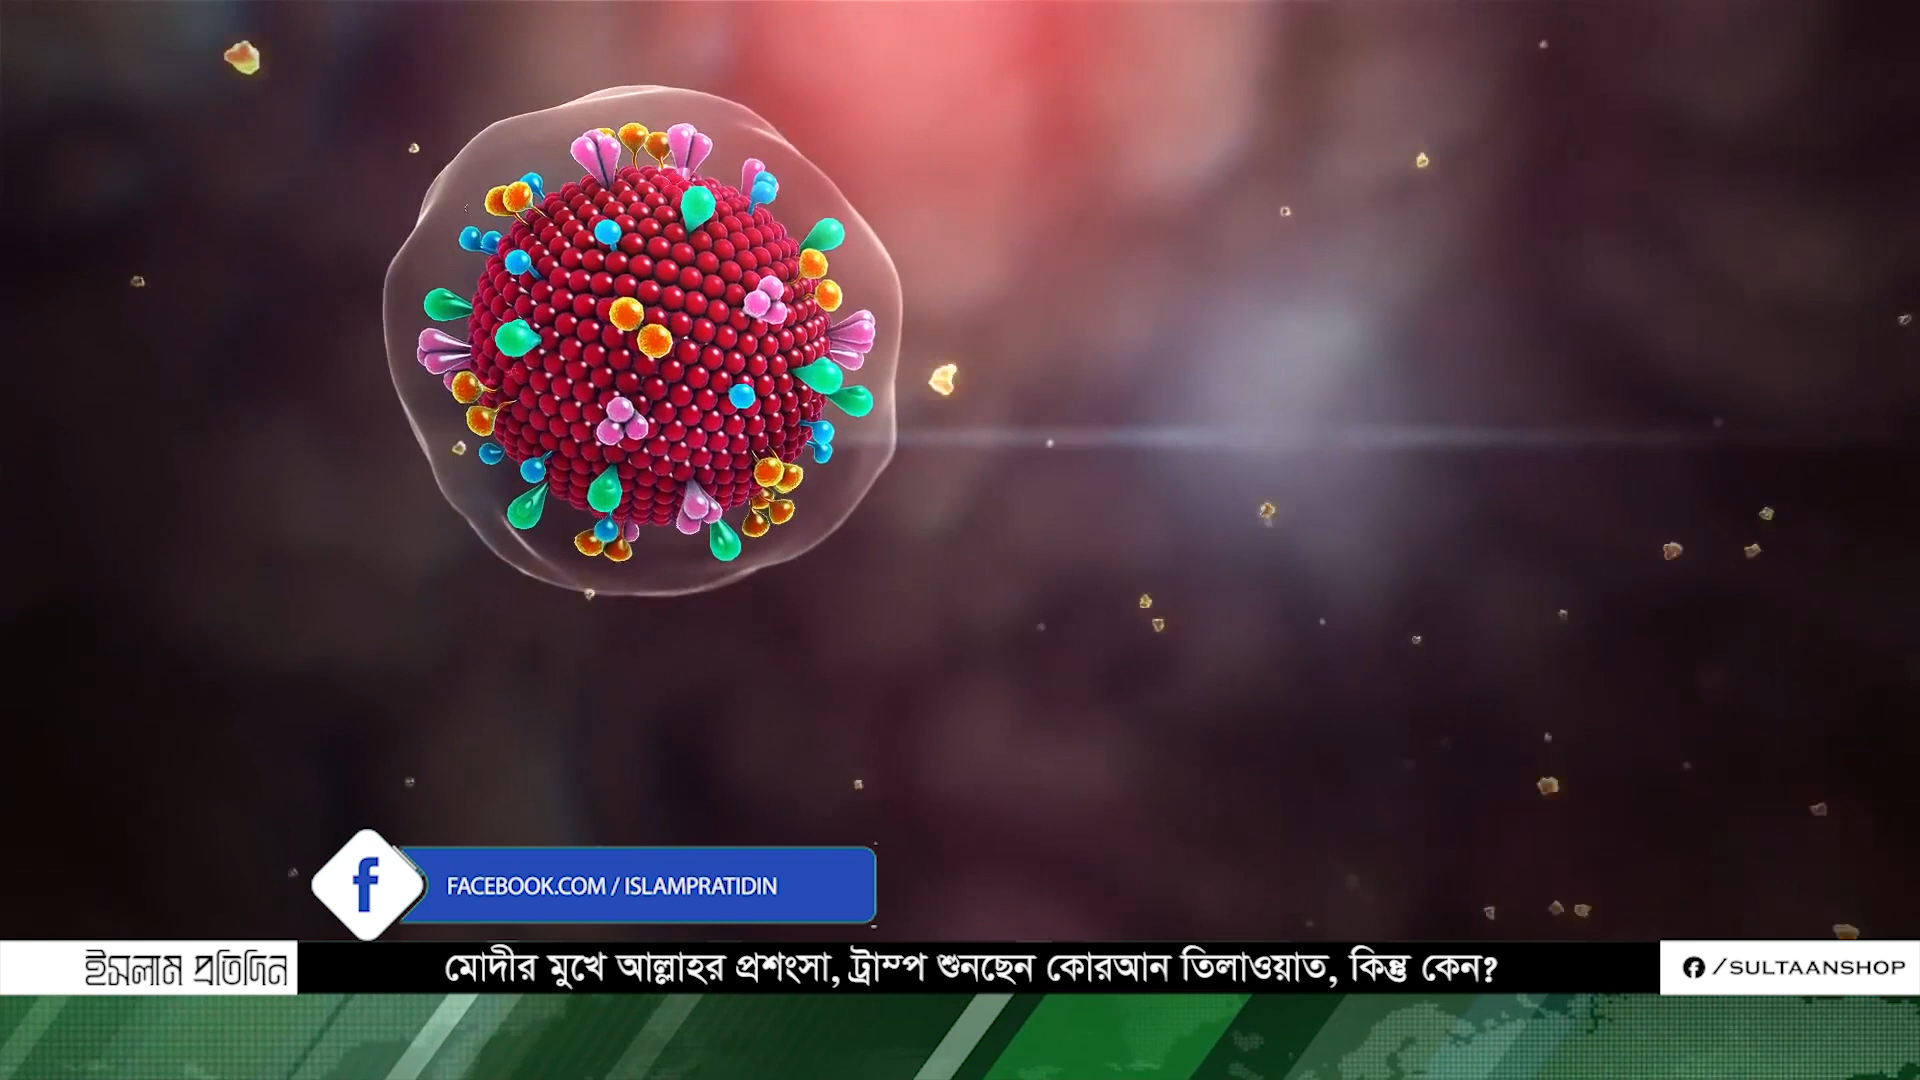 FACEBOOK.COM / ISLAMPRATIDIN
ইসলাম প্রতিদিন
মোদীর মুখে আল্লাহর প্রশংসা, ট্রাম্প শুনছেন কোরআন তিলাওয়াত, কিন্তু কেন?
/SULTAANSHOP